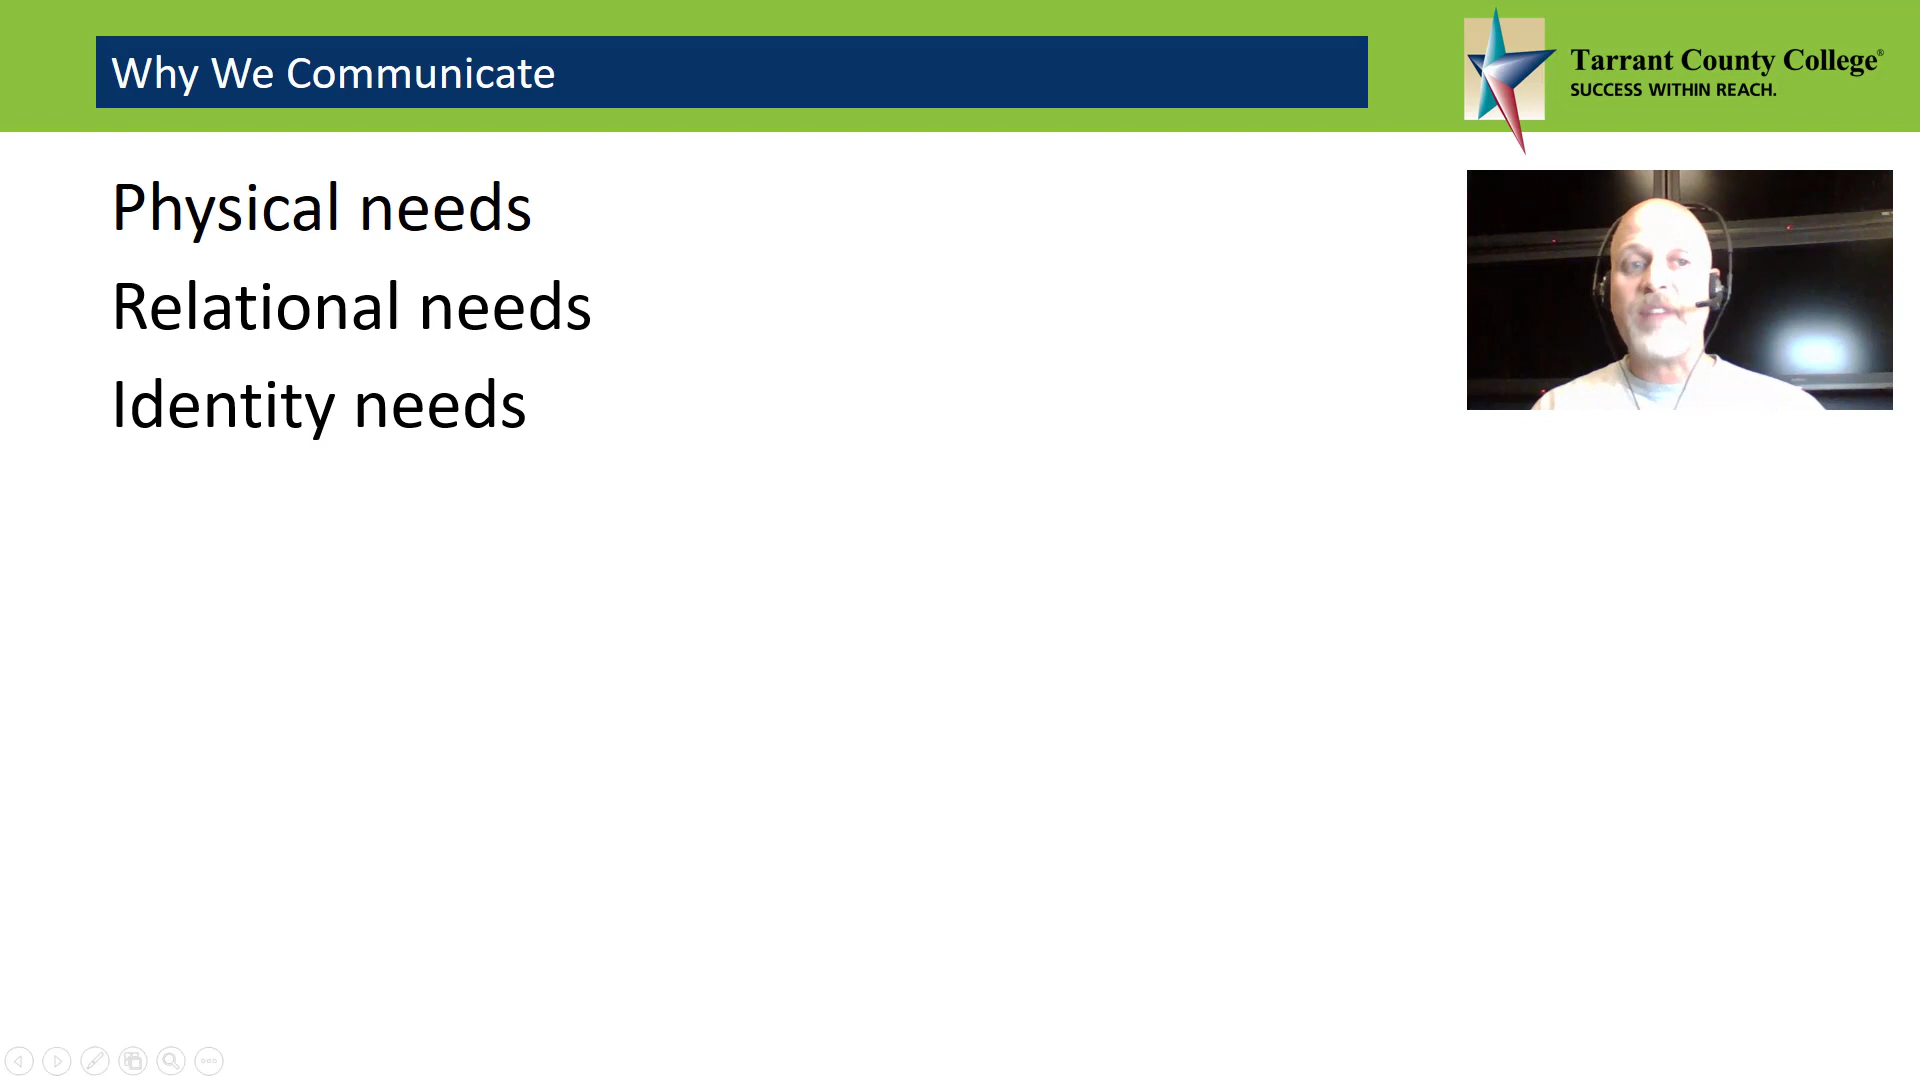 Why We Communicate
Tarrant County College®
SUCCESS WITHIN REACH.
Physical needs
Relational needs
Identity needs